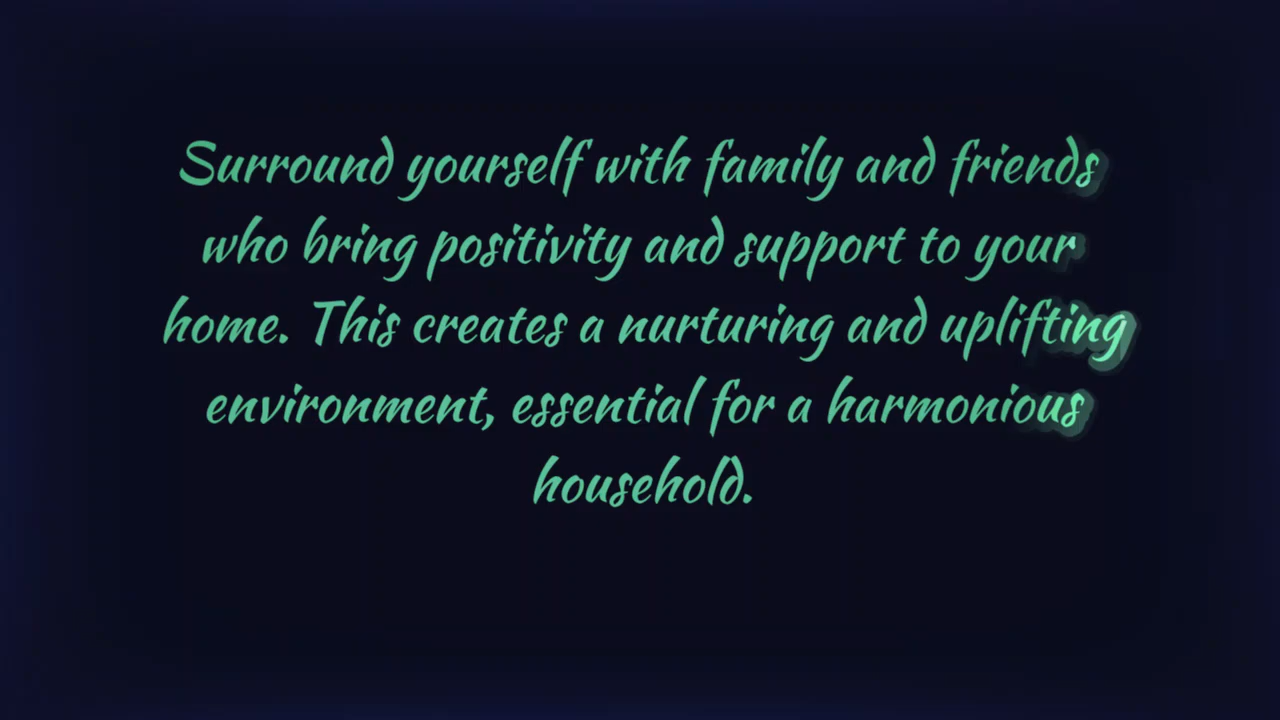 Surround yourself with family and friends
who bring positivity and support to your
home. This creates a nurturing and uplifting
environment, essential for a harmonious
household.